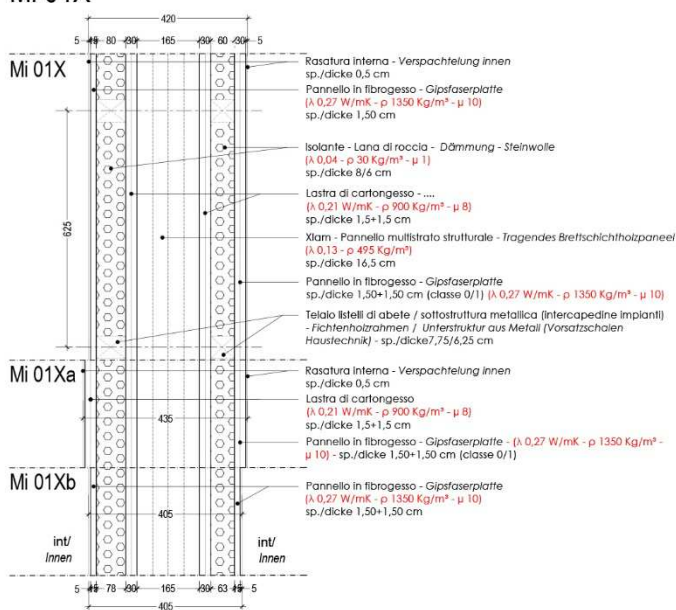 420
5 15 80 30 165 30 60 30 5
Mi 01X
Rasatura interna - Verspachtelung innen
sp./dicke 0,5 cm
Pannello in fibrogesso - Gipsfaserplatte
(λ 0,27 W/mK - ρ 1350 Kg/m³ - μ 10)
sp./dicke 1,50 cm
Isolante - Lana di roccia - Dämmung - Steinwolle
(λ 0,04 - ρ 30 Kg/m³ - μ 1)
sp./dicke 8/6 cm
Lastra di cartongesso - ....
(λ 0,21 W/mK - ρ 900 Kg/m³ - μ 8)
sp./dicke 1,5+1,5 cm
625
Xlam - Pannello multistrato strutturale - Tragendes Brettschichtholzpaneel
(λ 0,13 - ρ 495 Kg/m³)
sp./dicke 16,5 cm
Pannello in fibrogesso - Gipsfaserplatte
sp./dicke 1,50+1,50 cm (classe 0/1) (λ 0,27 W/mK - ρ 1350 Kg/m³ - μ 10)
Telaio listelli di abete / sottostruttura metallica (intercapedine impianti)
- Fichtenholzrahmen / Unterstruktur aus Metall (Vorsatzschalen
Haustechnik) - sp./dicke7,75/6,25 cm
Mi 01Xa
Rasatura interna - Verspachtelung innen
sp./dicke 0,5 cm
Lastra di cartongesso
(λ 0,21 W/mK - ρ 900 Kg/m³ - μ 8)
sp./dicke 1,5+1,5 cm
435
Pannello in fibrogesso - Gipsfaserplatte - (λ 0,27 W/mK - ρ 1350 Kg/m³ -
μ 10) - sp./dicke 1,50+1,50 cm (classe 0/1)
Mi 01Xb
Pannello in fibrogesso - Gipsfaserplatte
(λ 0,27 W/mK - ρ 1350 Kg/m³ - μ 10)
sp./dicke 1,50+1,50 cm
405
int/
Innen
int/
Innen
5 78 30 165 30 63 5
405